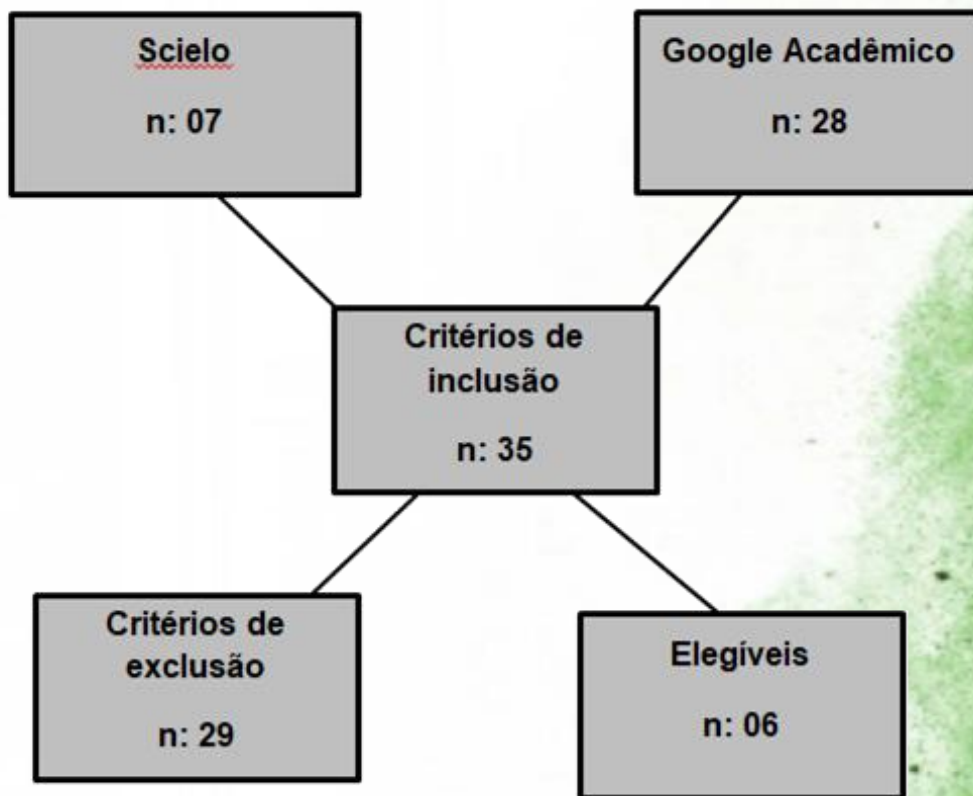 Scielo
n: 07
Google Acadêmico
n: 28
Critérios de
inclusão
n: 35
Critérios de
exclusão
n: 29
Elegíveis
n: 06